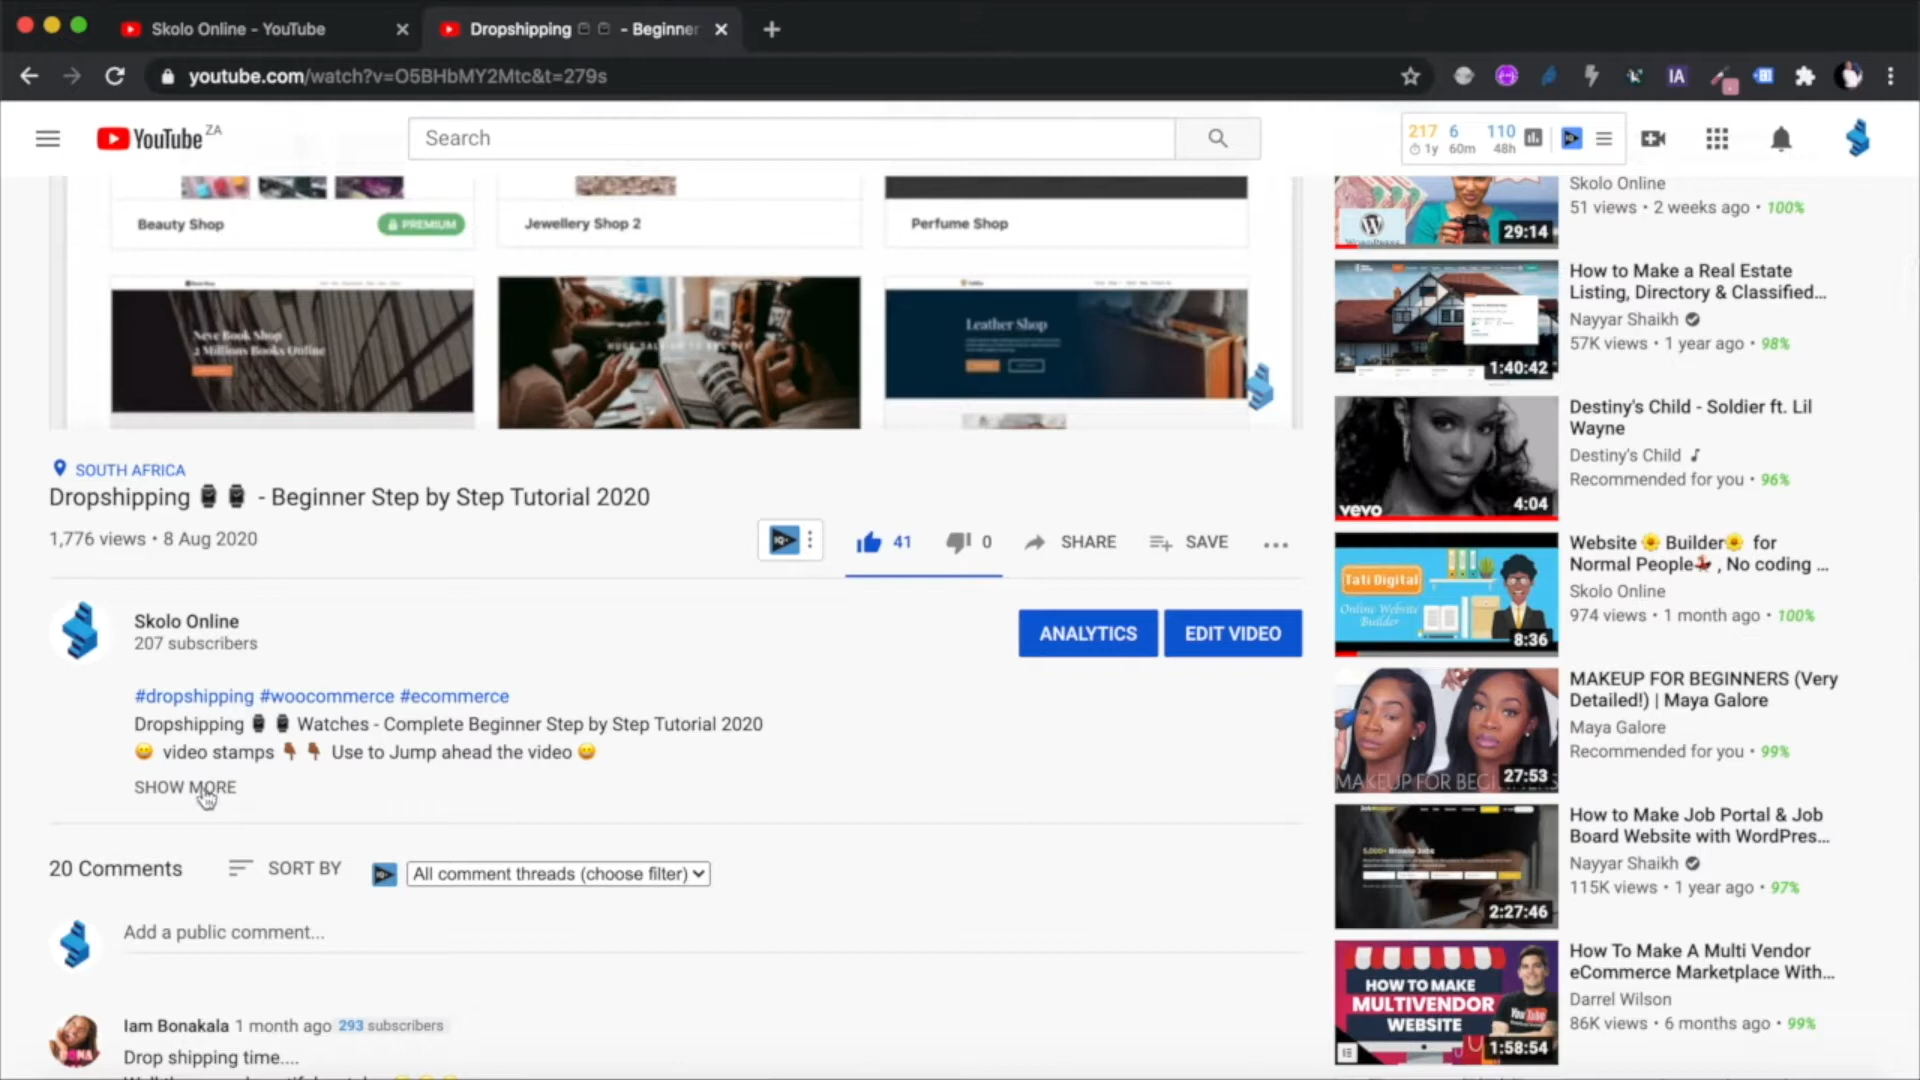 Skolo Online - YouTube
Dropshipping - Beginner
youtube.com/watch?v=O5BHbMY2Mtc&t=279s
IA
YouTube ZA
Search
217 6 110
1y 60m 48h
Beauty Shop
PREMIUM
Jewellery Shop 2
Perfume Shop
Neve Book Shop
2 Millions Books Online
Leather Shop
SOUTH AFRICA
Dropshipping ⌚ ⌚ - Beginner Step by Step Tutorial 2020
1,776 views • 8 Aug 2020
41
0
SHARE
SAVE
Skolo Online
207 subscribers
ANALYTICS
EDIT VIDEO
#dropshipping #woocommerce #ecommerce
Dropshipping ⌚ ⌚ Watches - Complete Beginner Step by Step Tutorial 2020
😀 video stamps 👇🏾 👇🏾 Use to Jump ahead the video 😀
SHOW MORE
20 Comments
SORT BY
All comment threads (choose filter)
Add a public comment...
Iam Bonakala 1 month ago 293 subscribers
Drop shipping time....
Skolo Online
51 views • 2 weeks ago • 100%
29:14
How to Make a Real Estate
Listing, Directory & Classified...
Nayyar Shaikh
57K views • 1 year ago • 98%
1:40:42
Destiny's Child - Soldier ft. Lil
Wayne
Destiny's Child
Recommended for you • 96%
vevo
4:04
Website 🌻 Builder🌻 for
Normal People💃 , No coding ...
Skolo Online
974 views • 1 month ago • 100%
Tati Digital
Online Website
Builder
8:36
MAKEUP FOR BEGINNERS (Very
Detailed!) | Maya Galore
Maya Galore
Recommended for you • 99%
MAKEUP FOR BEG
27:53
How to Make Job Portal & Job
Board Website with WordPres...
Nayyar Shaikh
115K views • 1 year ago • 97%
2:27:46
How To Make A Multi Vendor
eCommerce Marketplace With...
Darrel Wilson
86K views • 6 months ago • 99%
HOW TO MAKE
MULTIVENDOR
WEBSITE
You Tube
1:58:54